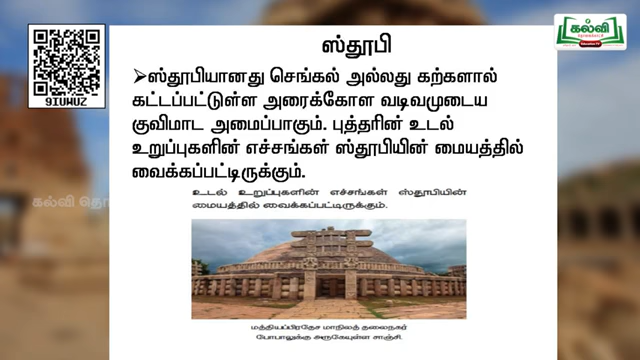 ஸ்தூபி
கல்வி
➢ஸ்தூபியானது செங்கல் அல்லது கற்களால்
கட்டப்பட்டுள்ள அரைக்கோள வடிவமுடைய
குவிமாட அமைப்பாகும். புத்தரின் உடல்
உறுப்புகளின் எச்சங்கள் ஸ்தூபியின் மையத்தில்
வைக்கப்பட்டிருக்கும்.
9IUWUZ
உடல் உறுப்புகளின் எச்சங்கள் ஸ்தூபியின்
மையத்தில் வைக்கப்பட்டிருக்கும்.
மத்தியப்பிரதேச மாநிலத் தலைநகர்
போபாலுக்கு அருகேயுள்ள சாஞ்சி.
கல்வி தொ